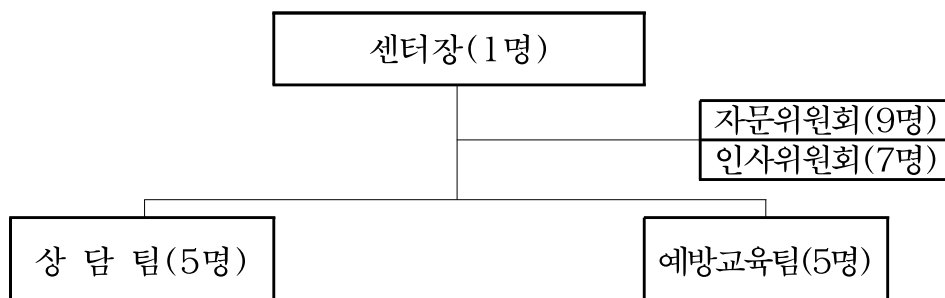 센터장(1명)
자문위원회(9명)
인사위원회(7명)
상 담 팀(5명)
예방교육팀(5명)